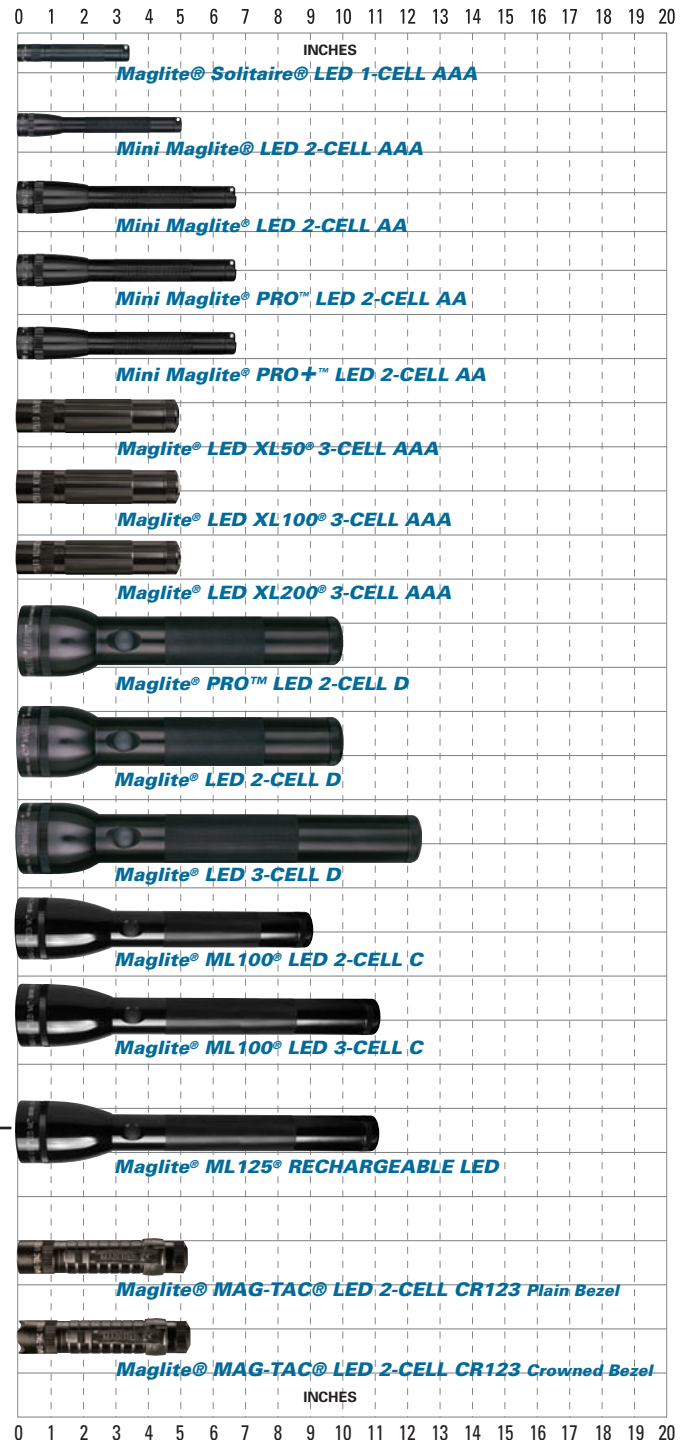 0 1 2 3 4 5 6 7 8 9 10 11 12 13 14 15 16 17 18 19 20
INCHES
Maglite® Solitaire® LED 1-CELL AAA
Mini Maglite® LED 2-CELL AAA
Mini Maglite® LED 2-CELL AA
Mini Maglite® PRO™ LED 2-CELL AA
Mini Maglite® PRO+™ LED 2-CELL AA
Maglite® LED XL50® 3-CELL AAA
Maglite® LED XL100® 3-CELL AAA
Maglite® LED XL200® 3-CELL AAA
Maglite® PRO™ LED 2-CELL D
Maglite® LED 2-CELL D
Maglite® LED 3-CELL D
Maglite® ML100® LED 2-CELL C
Maglite® ML100® LED 3-CELL C
Maglite® ML125® RECHARGEABLE LED
Maglite® MAG-TAC® LED 2-CELL CR123 Plain Bezel
Maglite® MAG-TAC® LED 2-CELL CR123 Crowned Bezel
INCHES
0 1 2 3 4 5 6 7 8 9 10 11 12 13 14 15 16 17 18 19 20